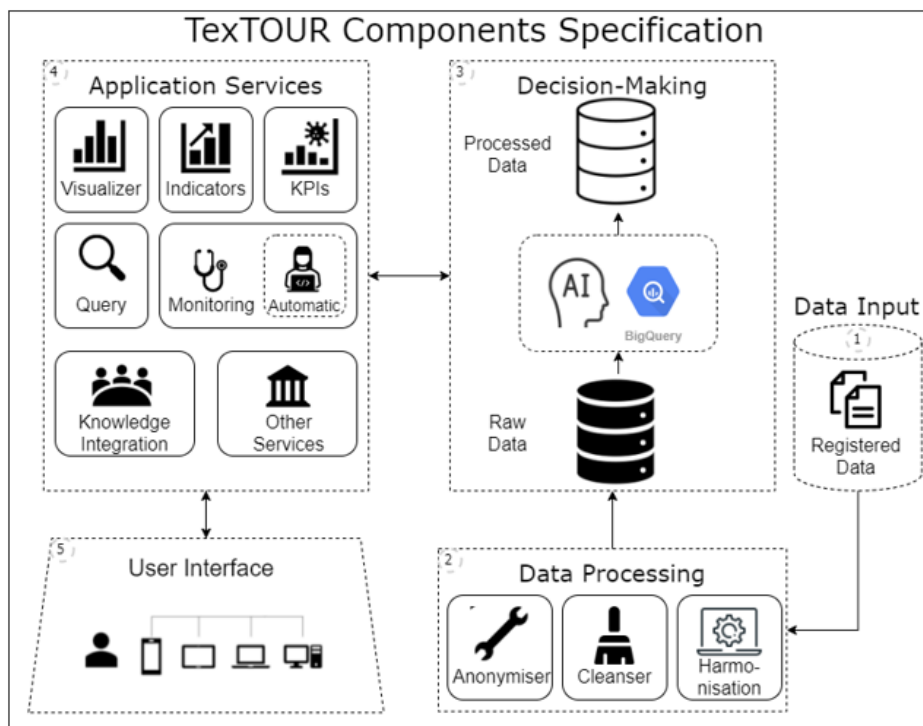 TexTOUR Components Specification
4
Application Services
Visualizer
Indicators
KPIs
Query
Monitoring
Automatic
Knowledge
Integration
Other
Services
3
Decision-Making
Processed
Data
AI
BigQuery
Raw
Data
Data Input
1
Registered
Data
5
User Interface
2
Data Processing
Anonymiser
Cleanser
Harmo-
nisation